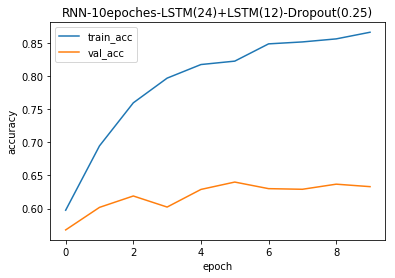 RNN-10epoches-LSTM(24)+LSTM(12)-Dropout(0.25)
train_acc
val_acc
0.85
0.80
0.75
0.70
0.65
0.60
accuracy
0 2 4 6 8
epoch